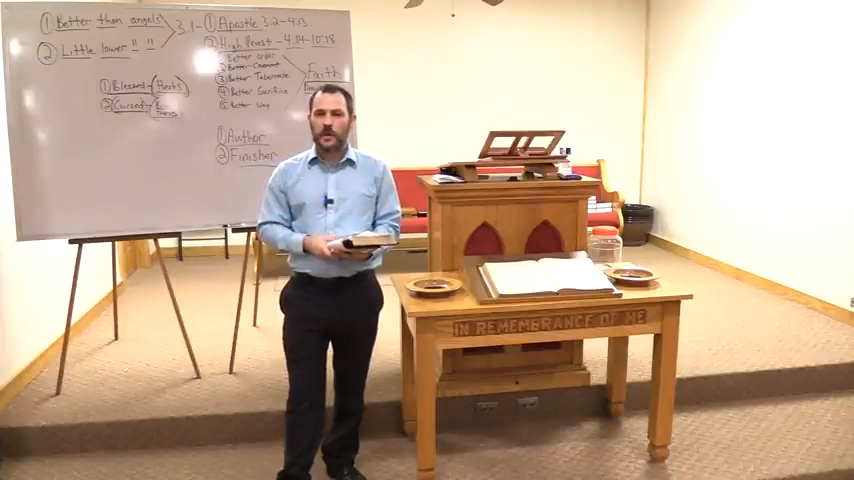 ① Better than angels
② Little lower " "
3.1-
① Apostle 3.2-4.13
② High Priest - 4.14-10.18
① Better order
② Better Covenant
③ Better Tabernacle
④ Better Sacrifice
⑤ Better Way
Faith
① Blessed - Herbs
② Cursed -
① Author
② Finisher
IN REMEMBRANCE OF ME